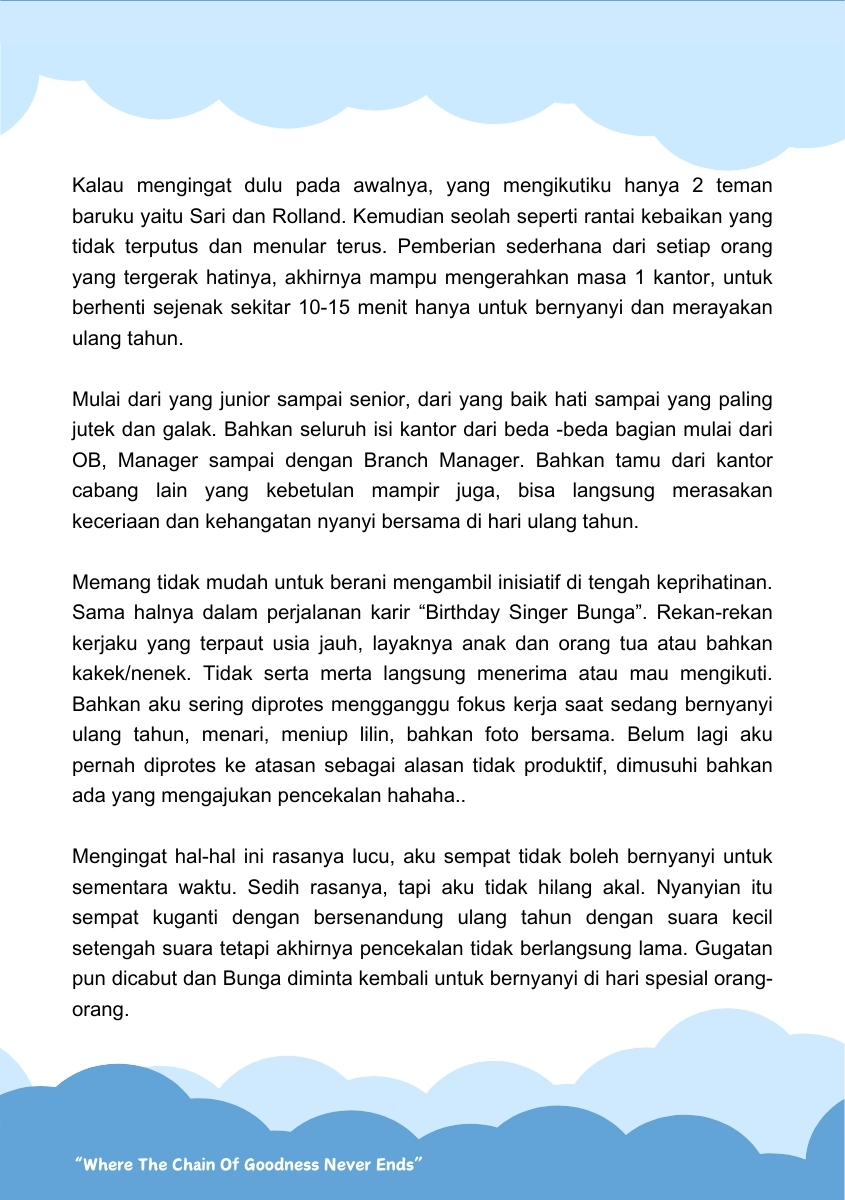 Kalau mengingat dulu pada awalnya, yang mengikutiku hanya 2 teman
baruku yaitu Sari dan Rolland. Kemudian seolah seperti rantai kebaikan yang
tidak terputus dan menular terus. Pemberian sederhana dari setiap orang
yang tergerak hatinya, akhirnya mampu mengerahkan masa 1 kantor, untuk
berhenti sejenak sekitar 10-15 menit hanya untuk bernyanyi dan merayakan
ulang tahun.
Mulai dari yang junior sampai senior, dari yang baik hati sampai yang paling
jutek dan galak. Bahkan seluruh isi kantor dari beda -beda bagian mulai dari
OB, Manager sampai dengan Branch Manager. Bahkan tamu dari kantor
cabang lain yang kebetulan mampir juga, bisa langsung merasakan
keceriaan dan kehangatan nyanyi bersama di hari ulang tahun.
Memang tidak mudah untuk berani mengambil inisiatif di tengah keprihatinan.
Sama halnya dalam perjalanan karir “Birthday Singer Bunga”. Rekan-rekan
kerjaku yang terpaut usia jauh, layaknya anak dan orang tua atau bahkan
kakek/nenek. Tidak serta merta langsung menerima atau mau mengikuti.
Bahkan aku sering diprotes mengganggu fokus kerja saat sedang bernyanyi
ulang tahun, menari, meniup lilin, bahkan foto bersama. Belum lagi aku
pernah diprotes ke atasan sebagai alasan tidak produktif, dimusuhi bahkan
ada yang mengajukan pencekalan hahaha..
Mengingat hal-hal ini rasanya lucu, aku sempat tidak boleh bernyanyi untuk
sementara waktu. Sedih rasanya, tapi aku tidak hilang akal. Nyanyian itu
sempat kuganti dengan bersenandung ulang tahun dengan suara kecil
setengah suara tetapi akhirnya pencekalan tidak berlangsung lama. Gugatan
pun dicabut dan Bunga diminta kembali untuk bernyanyi di hari spesial orang-
orang.
“Where The Chain Of Goodness Never Ends”